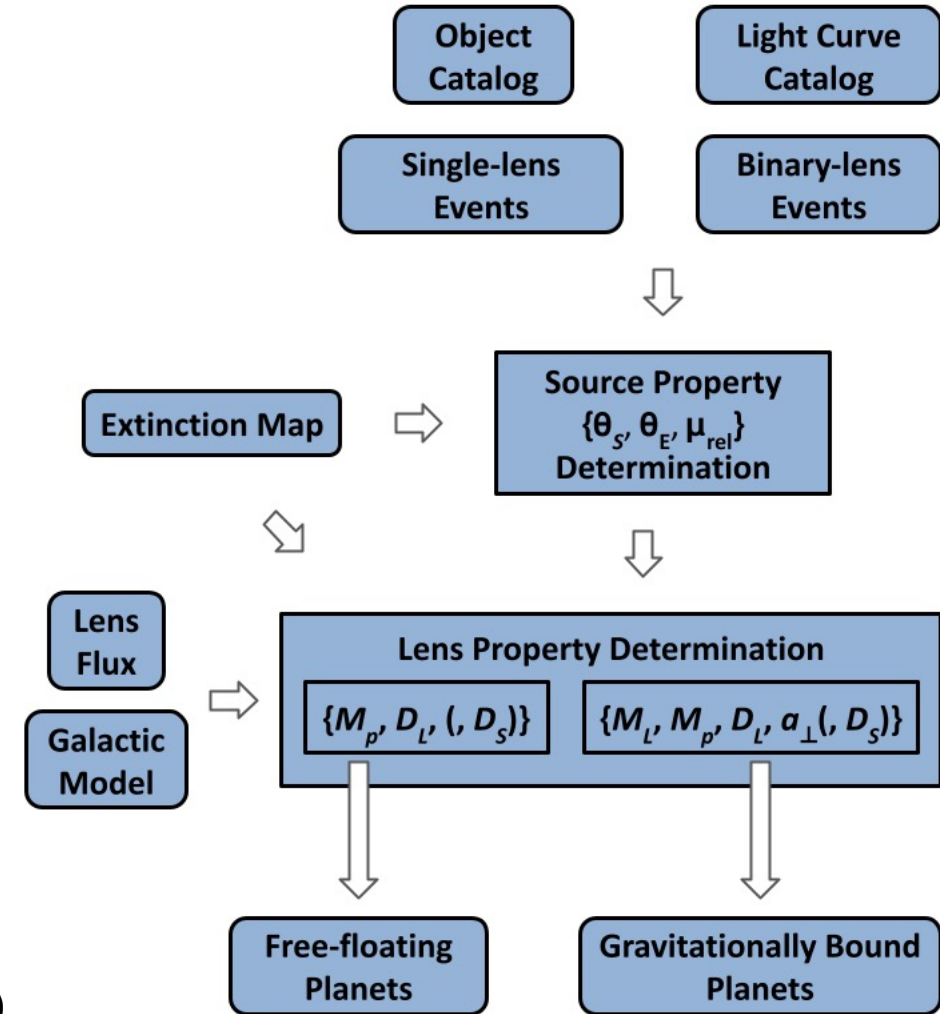 Object
Catalog
Light Curve
Catalog
Single-lens
Events
Binary-lens
Events
Extinction Map
Source Property
{θS, θE, μrel}
Determination
Lens
Flux
Galactic
Model
Lens Property Determination
{Mp, DL, (, DS)}
{ML, Mp, DL, a⊥(, DS)}
Free-floating
Planets
Gravitationally Bound
Planets
)